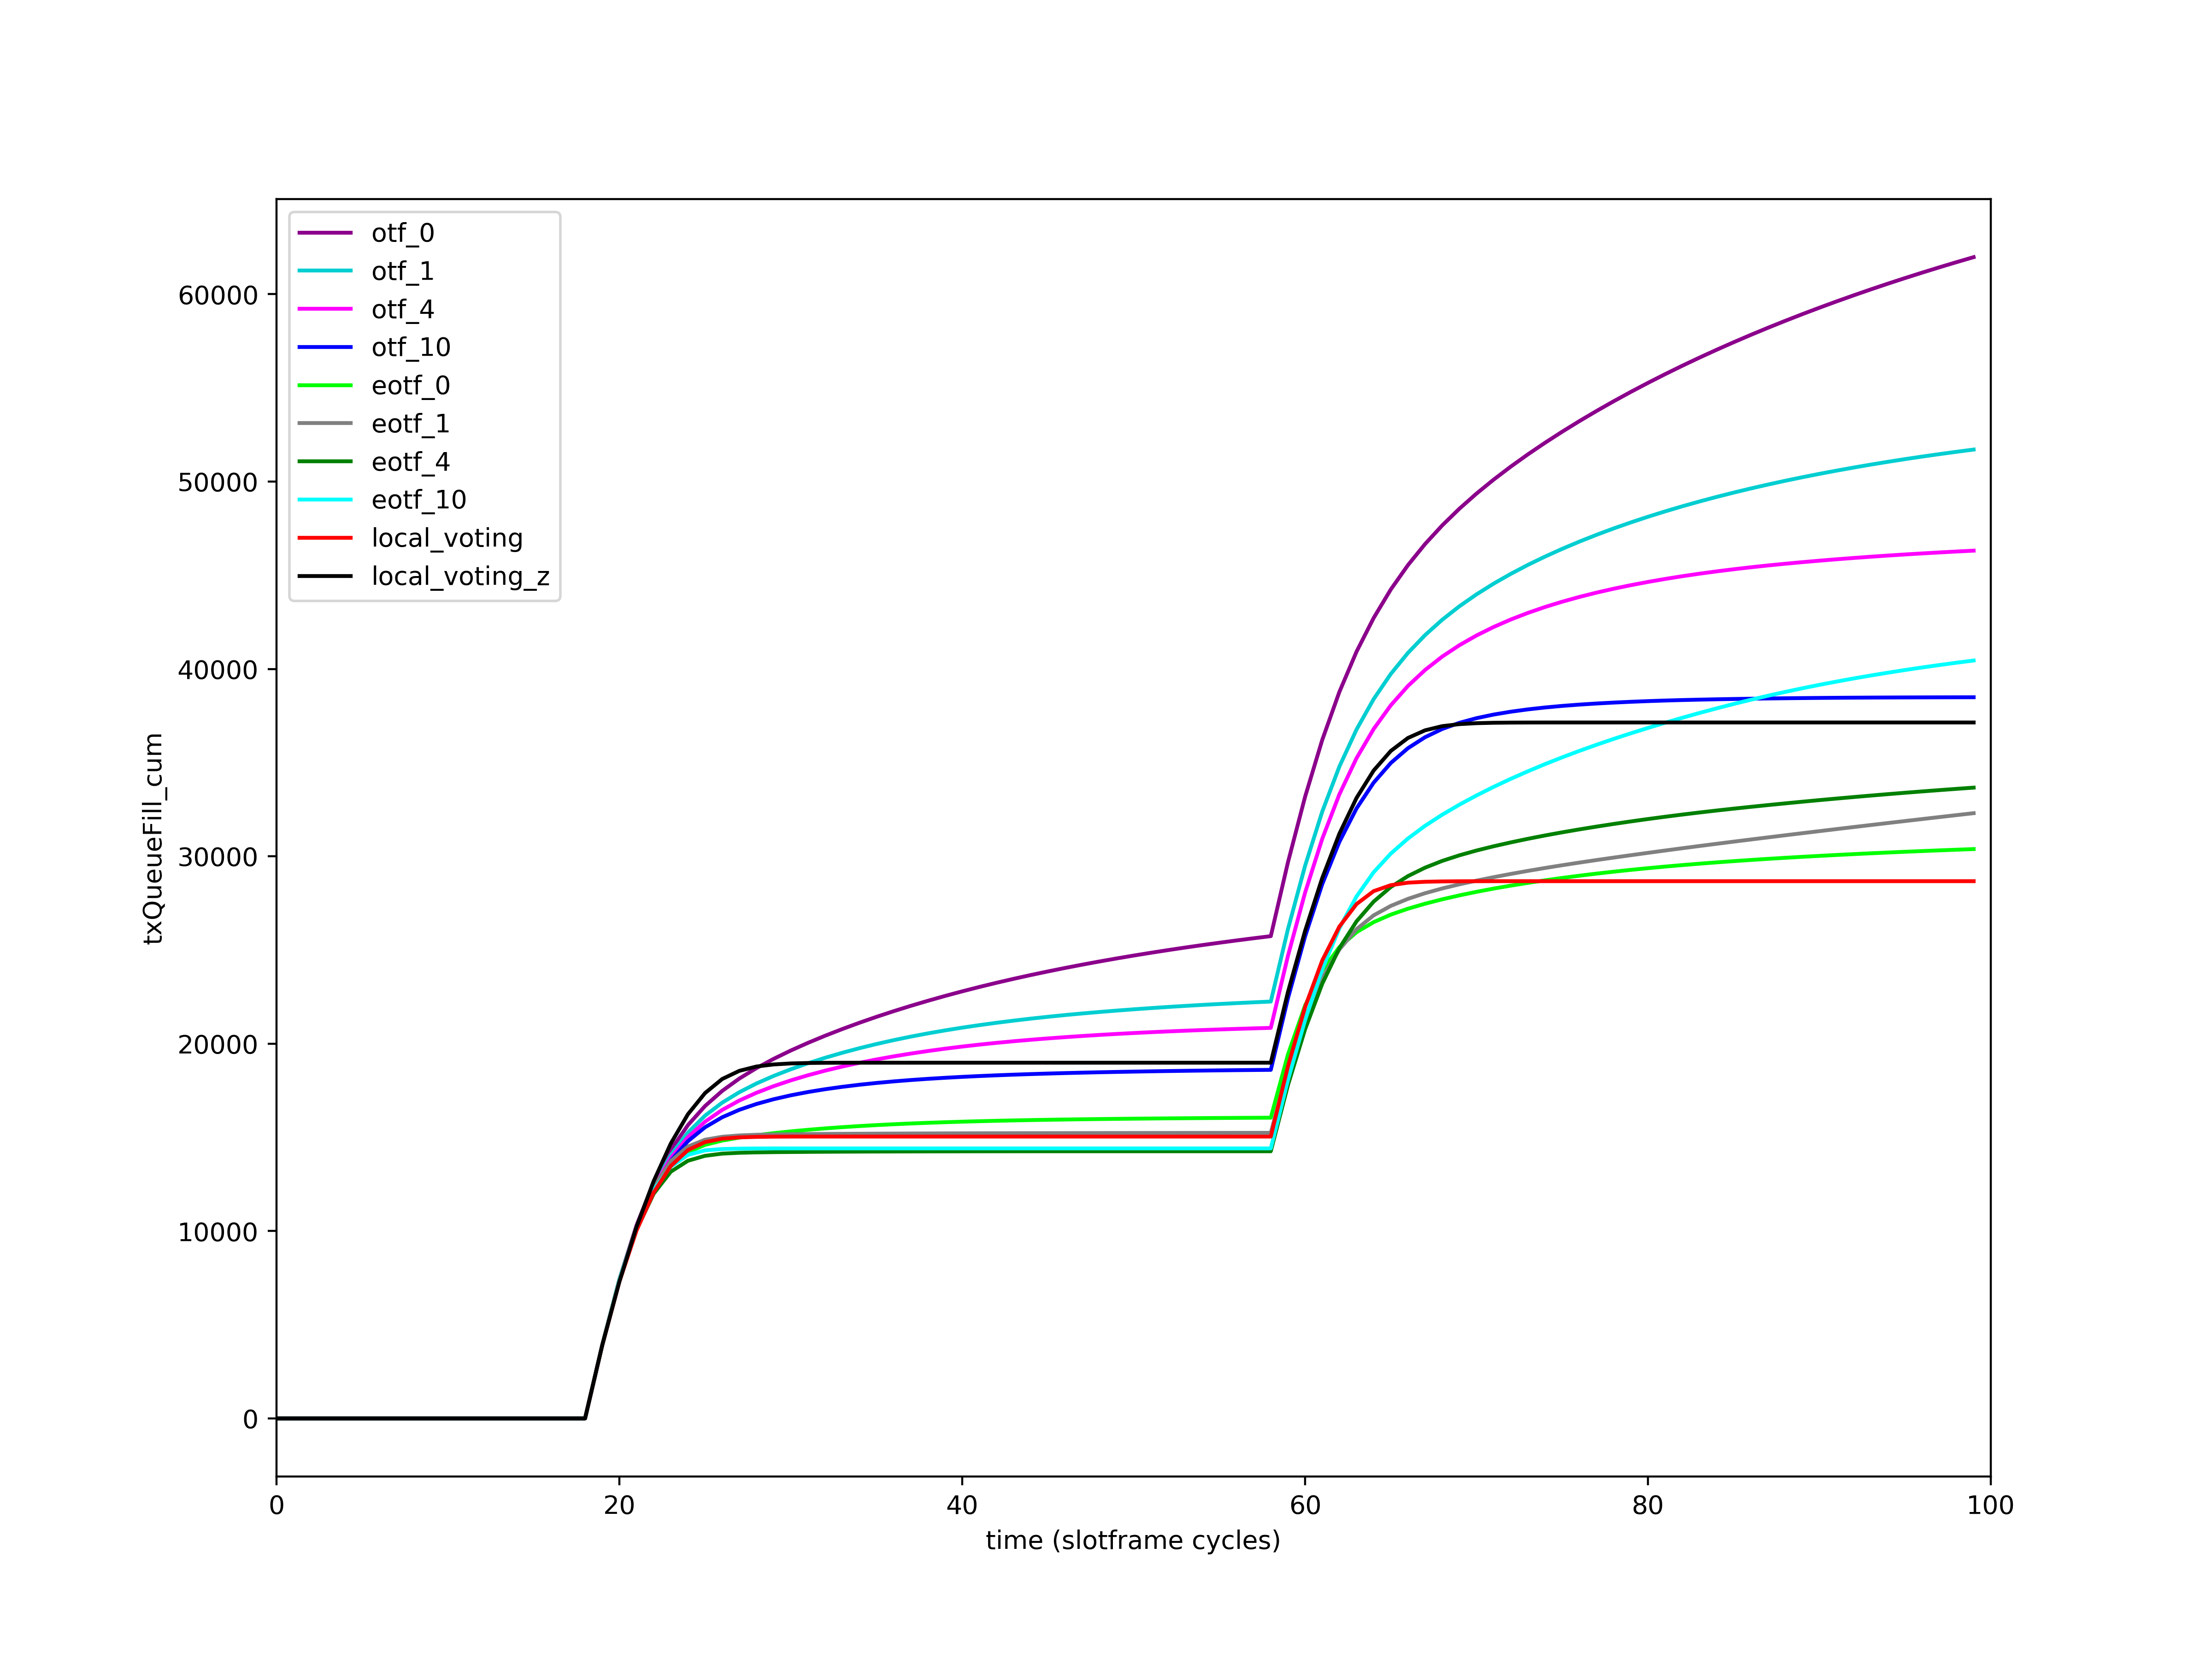 otf_0
otf_1
otf_4
otf_10
eotf_0
eotf_1
eotf_4
eotf_10
local_voting
local_voting_z
60000
50000
40000
30000
20000
10000
0
txQueueFill_cum
0 20 40 60 80 100
time (slotframe cycles)